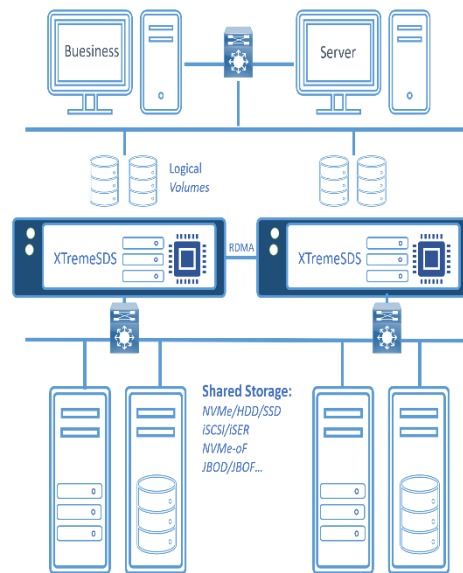 Buesiness
Server
Logical
Volumes
XTremeSDS
RDMA
XTremeSDS
Shared Storage:
NVMe/HDD/SSD
iSCSI/iSER
NVMe-oF
JBOD/JBOF...